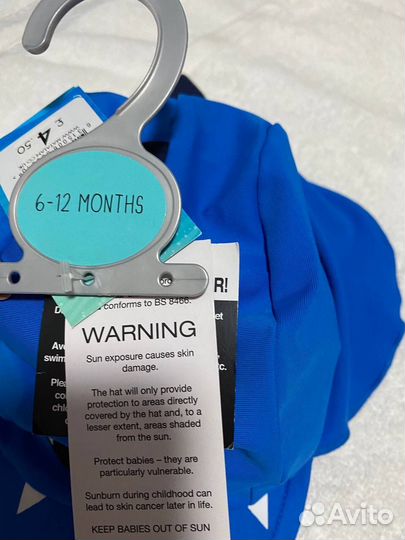 £ 4.50
6-12 MONTHS
R!
conforms to BS 8466.
WARNING
Sun exposure causes skin
damage.
The hat will only provide
protection to areas directly
covered by the hat and, to a
lesser extent, areas shaded
from the sun.
Protect babies – they are
particularly vulnerable.
Sunburn during childhood can
lead to skin cancer later in life.
KEEP BABIES OUT OF SUN
Avito